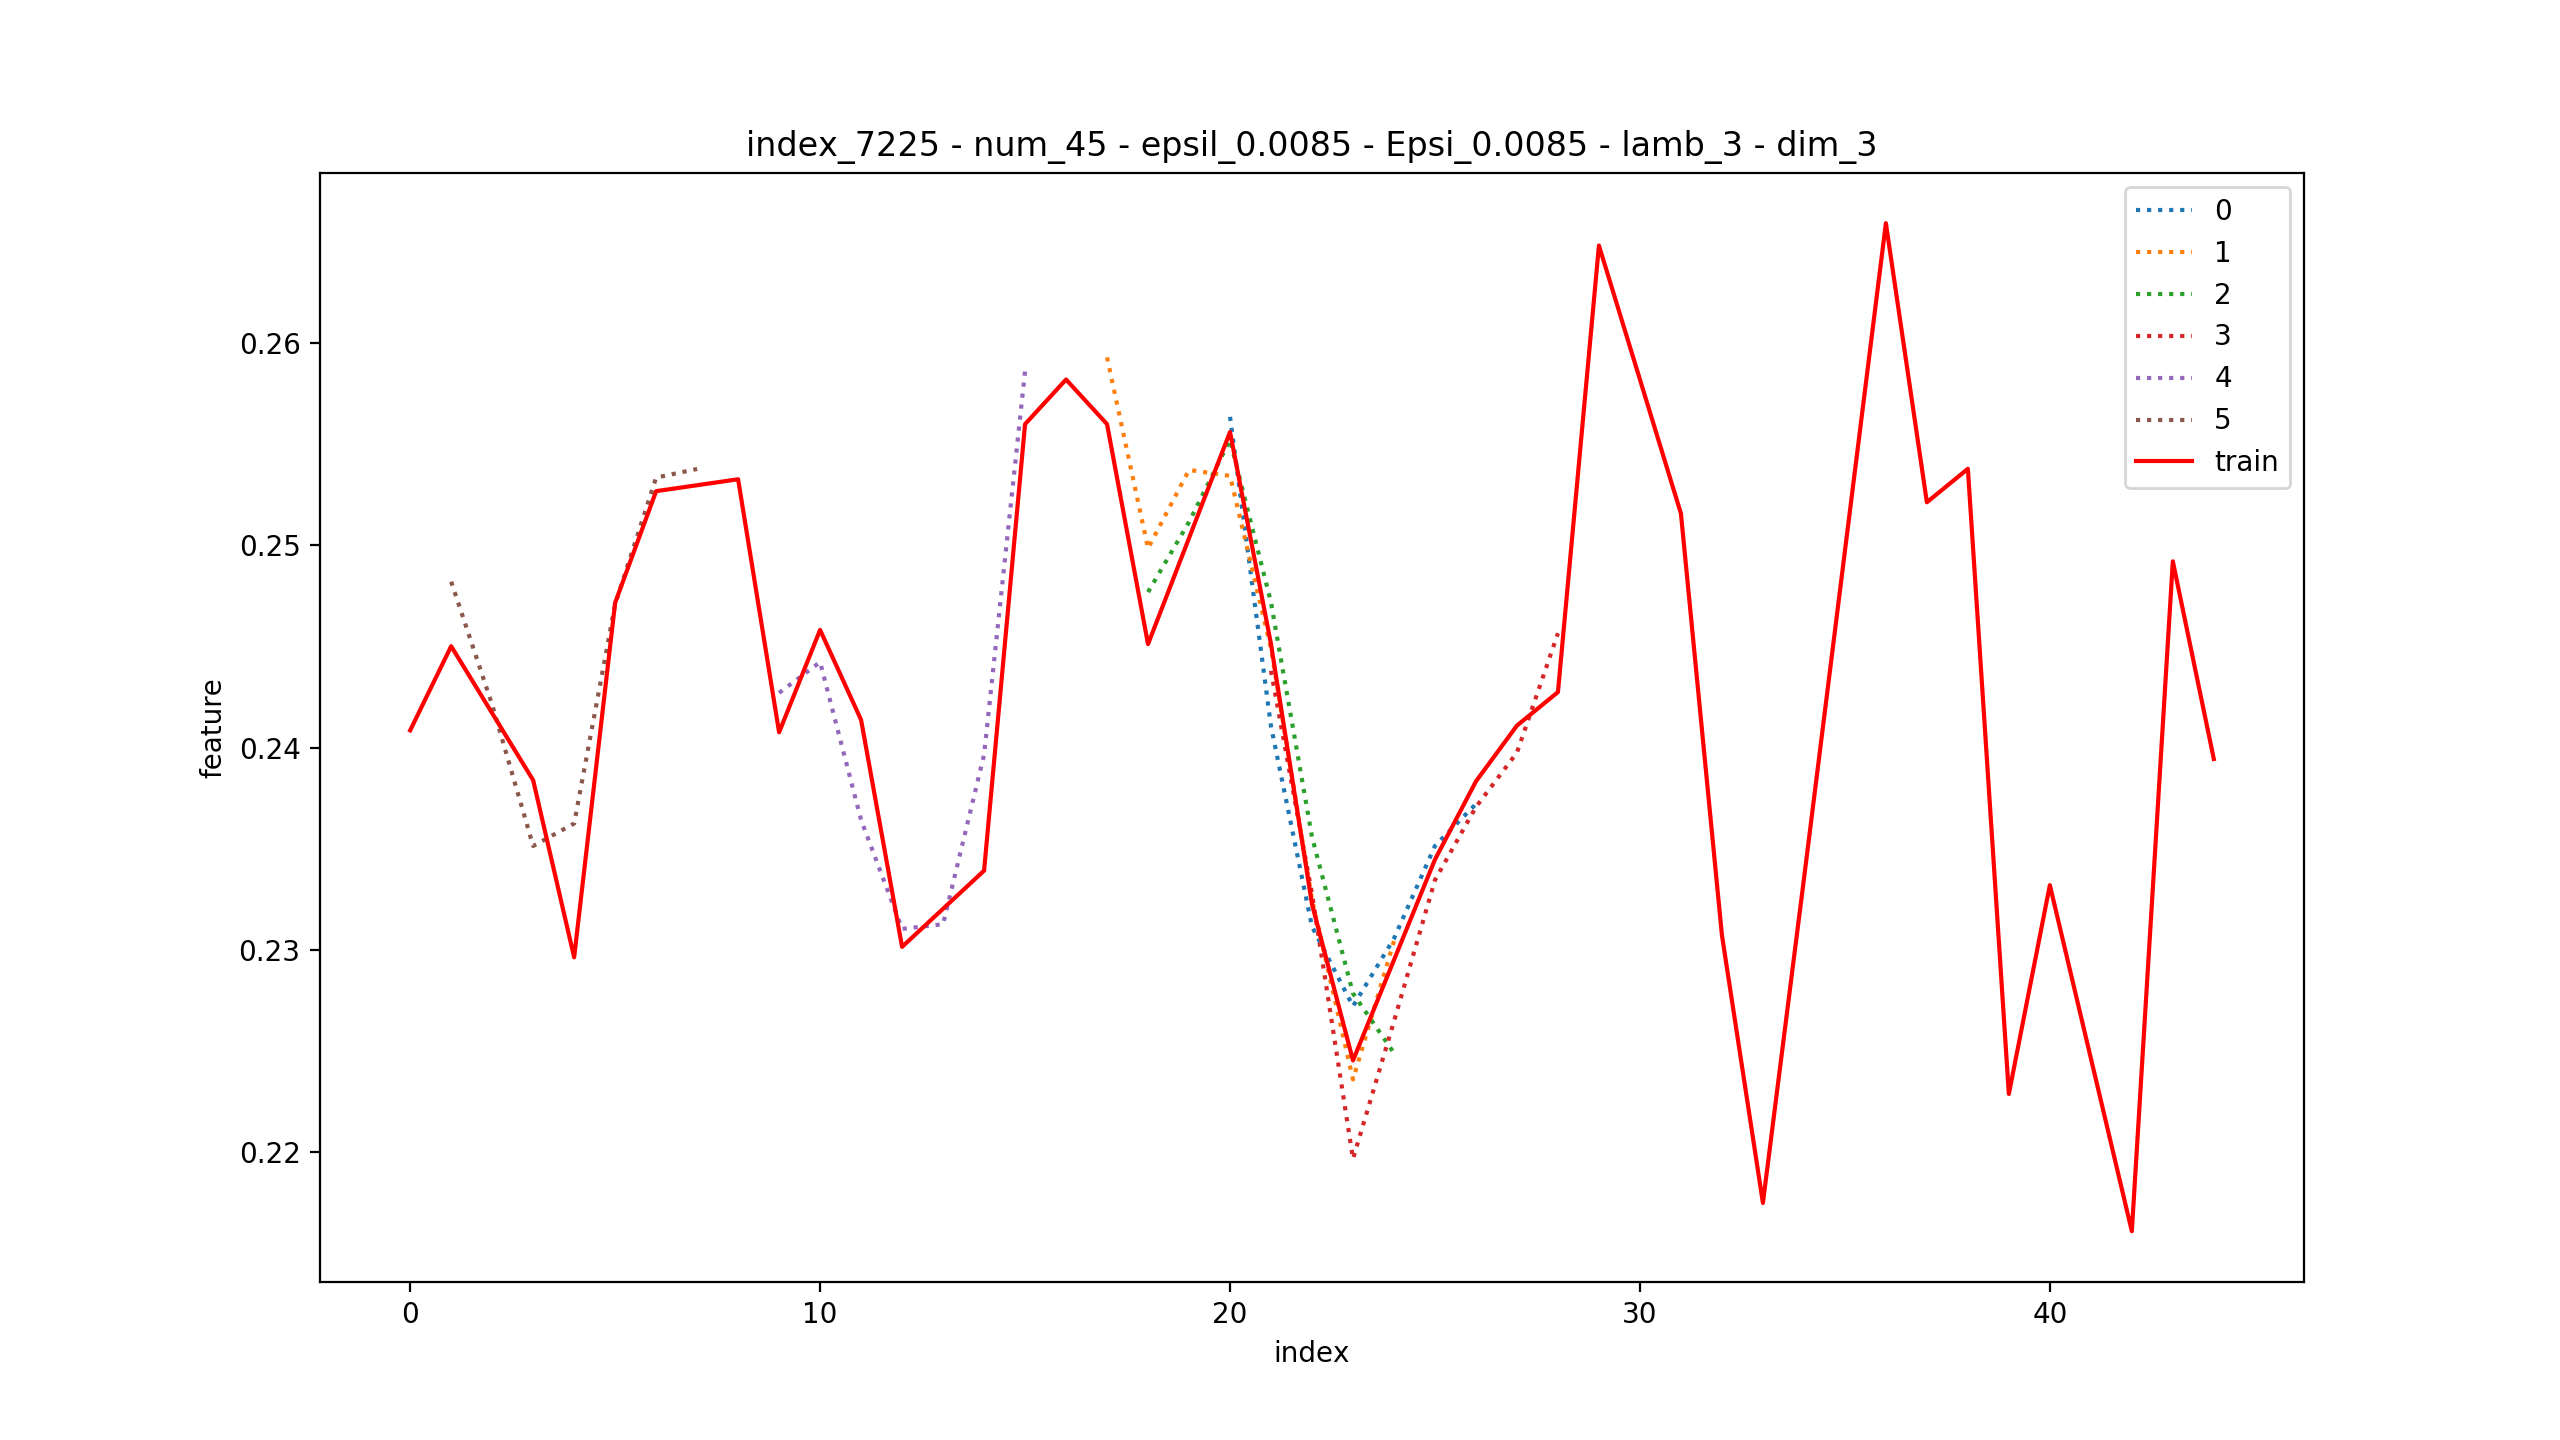 index_7225 - num_45 - epsil_0.0085 - Epsi_0.0085 - lamb_3 - dim_3
0
1
2
3
4
5
train
0.26
0.25
0.24
0.23
0.22
feature
0 10 20 30 40
index